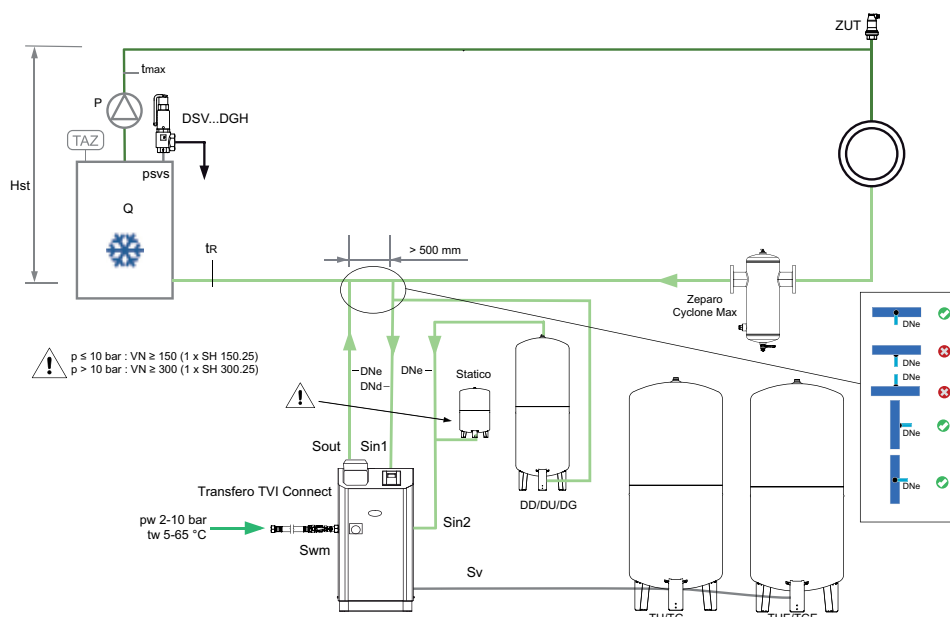 ZUT
tmax
P
DSV...DGH
TAZ
psvs
Hst
Q
tR
> 500 mm
Zeparo
Cyclone Max
DNe
DNe
DNe
DNe
DNe
p ≤ 10 bar : VN ≥ 150 (1 x SH 150.25)
p > 10 bar : VN ≥ 300 (1 x SH 300.25)
DNe
DNd
DNe
Statico
Sout
Sin1
Transfero TVI Connect
DD/DU/DG
pw 2-10 bar
tw 5-65 °C
Swm
Sin2
Sv